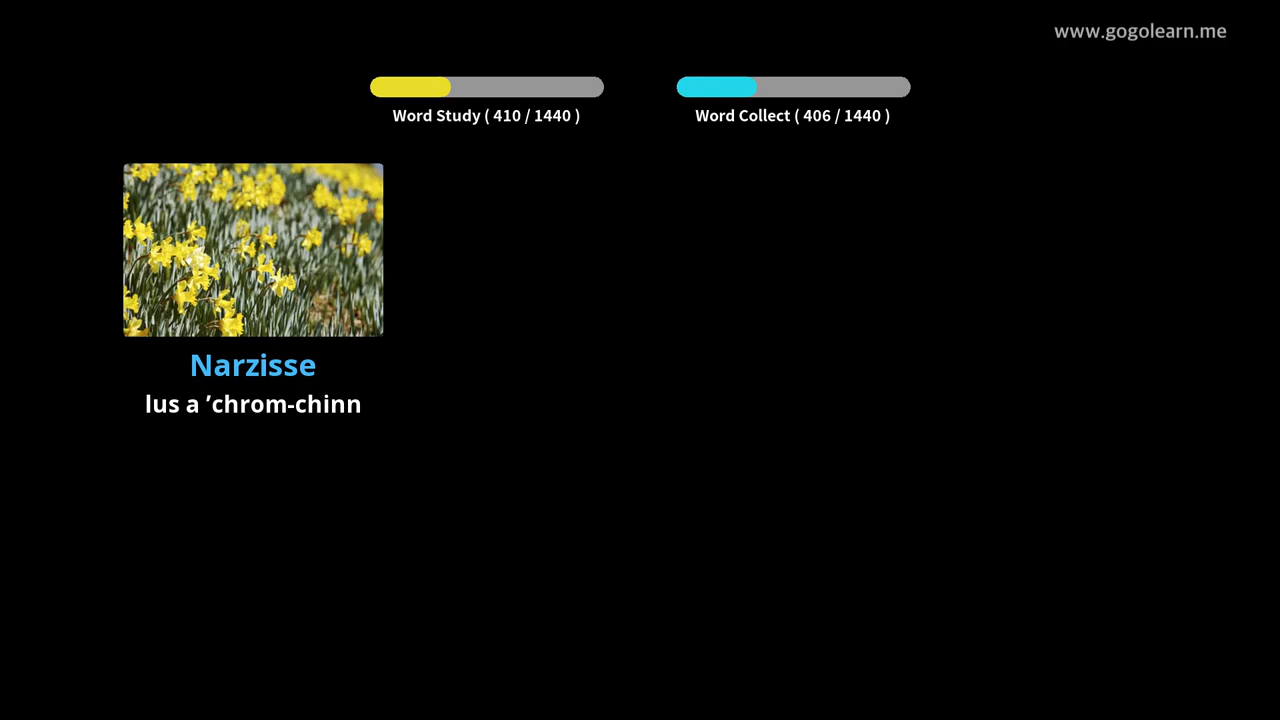 www.gogolearn.me
Word Study ( 410 / 1440 )
Word Collect ( 406 / 1440 )
Narzisse
lus a ’chrom-chinn